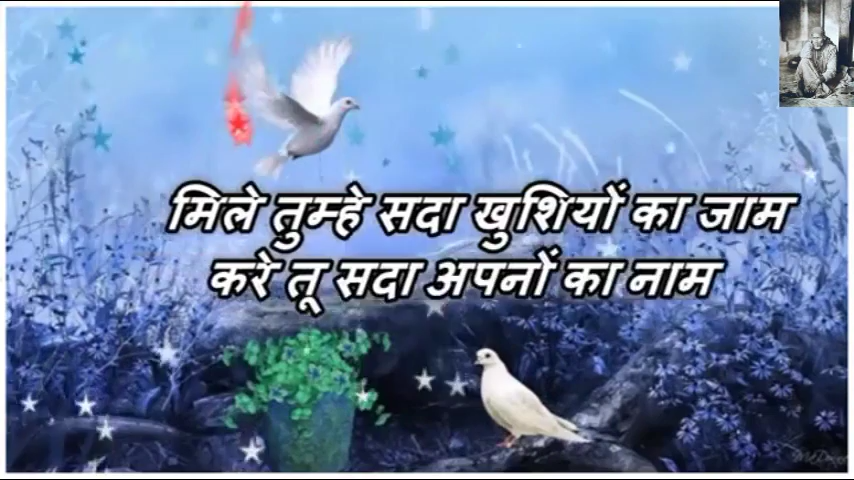 मिले तुम्हे सदा खुशियों का जाम
करे तू सदा अपनों का नाम